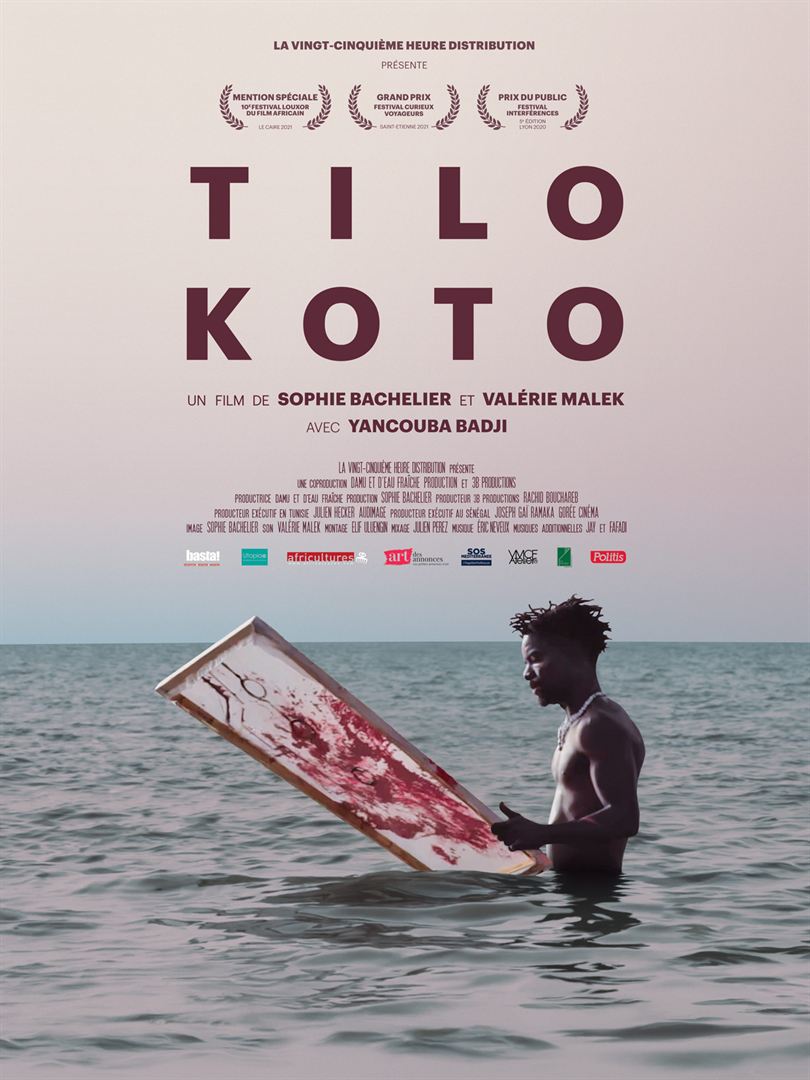 LA VINGT-CINQUIÈME HEURE DISTRIBUTION
PRÉSENTE
MENTION SPÉCIALE
10E FESTIVAL LOUXOR
DU FILM AFRICAIN
LE CAIRE 2021
GRAND PRIX
FESTIVAL CURIEUX
VOYAGEURS
SAINT-ETIENNE 2021
PRIX DU PUBLIC
FESTIVAL
INTERFÉRENCES
5E ÉDITION
LYON 2020
TILO
KOTO
UN FILM DE SOPHIE BACHELIER ET VALÉRIE MALEK
AVEC YANCOUBA BADJI
LA VINGT-CINQUIÈME HEURE DISTRIBUTION PRÉSENTE
UNE COPRODUCTION DAMU ET D'EAU FRAÎCHE PRODUCTION ET 3B PRODUCTIONS
PRODUCTRICE DAMU ET D'EAU FRAÎCHE PRODUCTION SOPHIE BACHELIER PRODUCTEUR 3B PRODUCTIONS RACHID BOUCHAREB
PRODUCTEUR EXÉCUTIF EN TUNISIE JULIEN HECKER AUDIMAGE PRODUCTEUR EXÉCUTIF AU SÉNÉGAL JOSEPH GAÏ RAMAKA GORÉE CINÉMA
IMAGE SOPHIE BACHELIER SON VALÉRIE MALEK MONTAGE ELIF ULUENGIN MIXAGE JULIEN PEREZ MUSIQUE ÉRIC NEVEUX MUSIQUES ADDITIONNELLES JAY ET FAFADI
basta!
utopia
africultures
art des annonces
SOS MEDITERRANEE
Politis